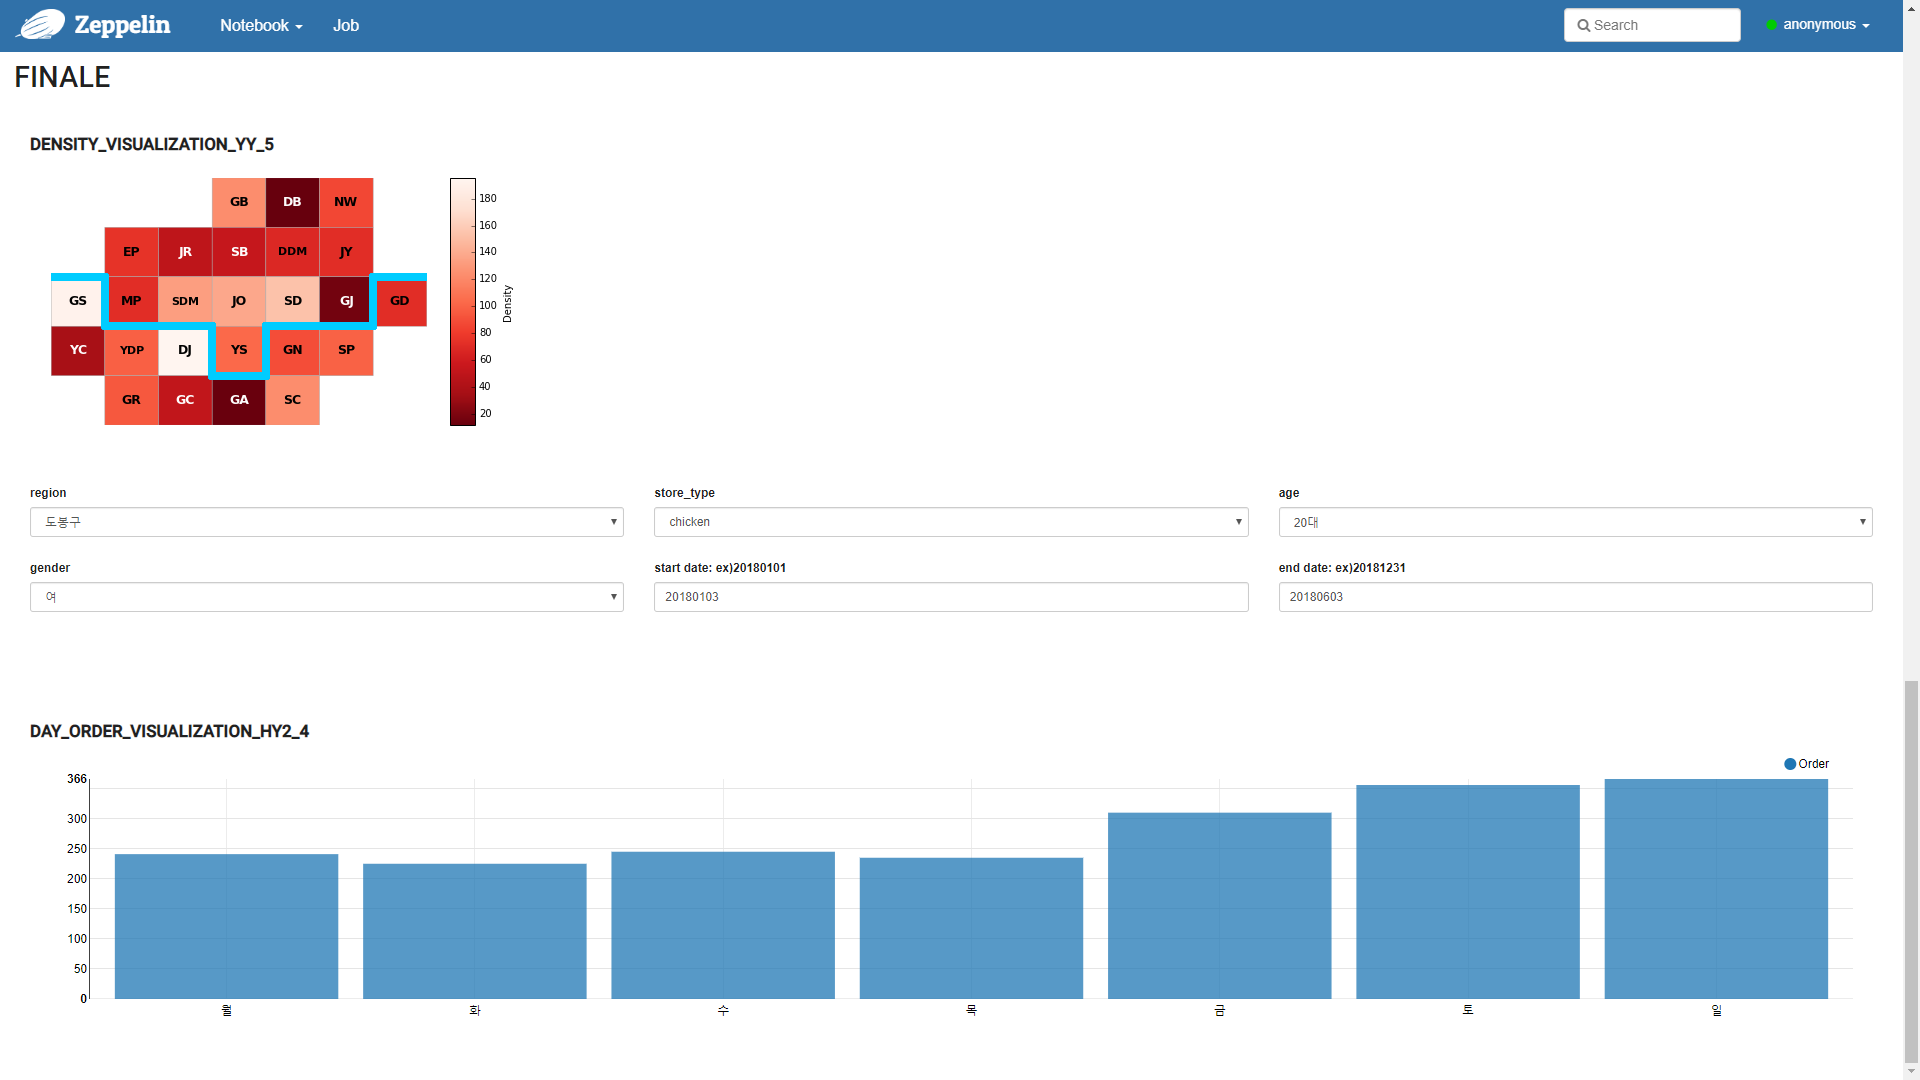 Zeppelin Notebook Job Search anonymous
FINALE
DENSITY_VISUALIZATION_YY_5
GB DB NW
EP JR SB DDM JY
GS MP SDM JO SD GJ GD
YC YDP DJ YS GN SP
GR GC GA SC
180
160
140
120
100
80
60
40
20
Density
region store_type age
도봉구 chicken 20대
gender start date: ex)20180101 end date: ex)20181231
여 20180103 20180603
DAY_ORDER_VISUALIZATION_HY2_4
Order
366
300
250
200
150
100
50
0
월 화 수 목 금 토 일